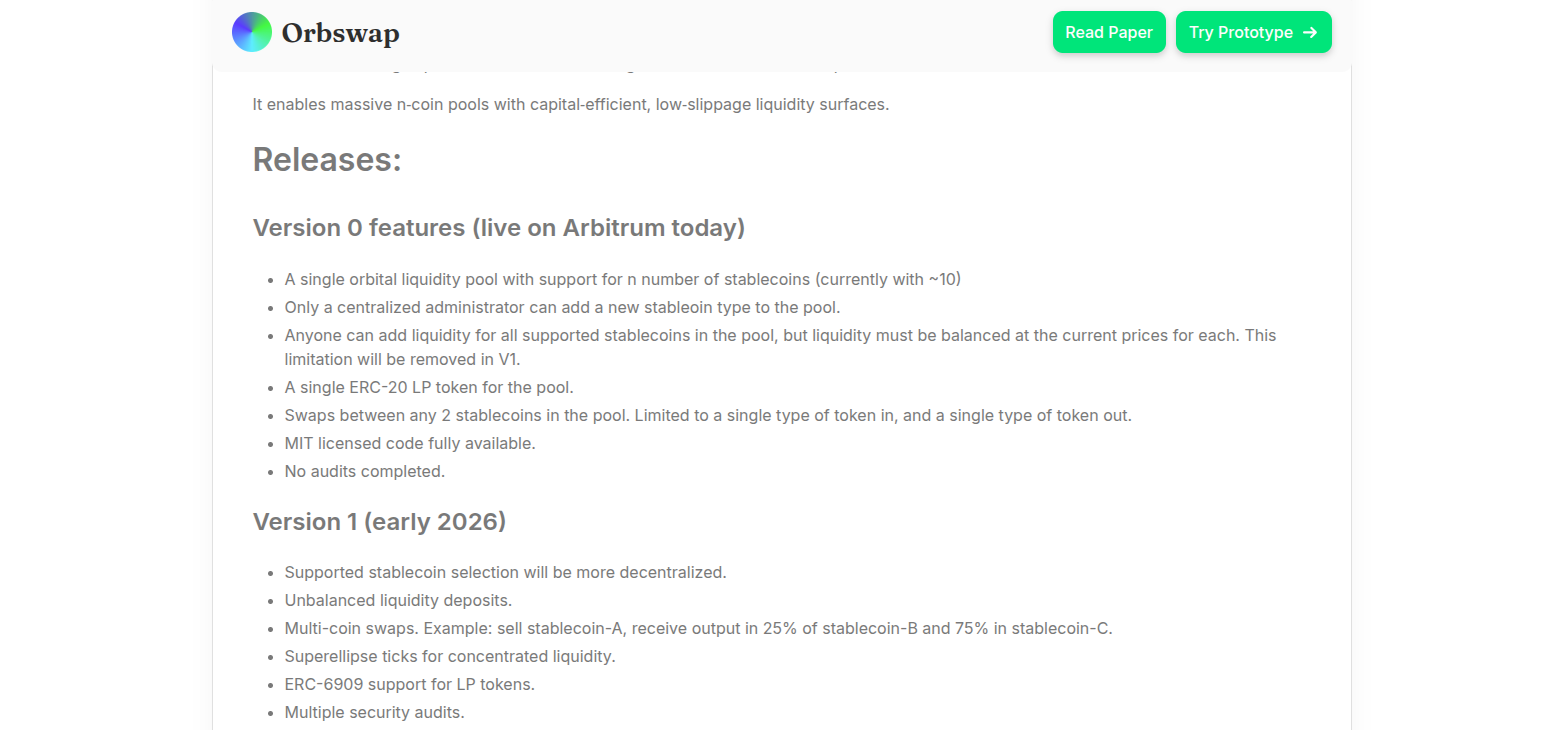 Orbswap
Read Paper
Try Prototype →
It enables massive n-coin pools with capital-efficient, low-slippage liquidity surfaces.
Releases:
Version 0 features (live on Arbitrum today)
• A single orbital liquidity pool with support for n number of stablecoins (currently with ~10)
• Only a centralized administrator can add a new stableoin type to the pool.
• Anyone can add liquidity for all supported stablecoins in the pool, but liquidity must be balanced at the current prices for each. This
limitation will be removed in V1.
• A single ERC-20 LP token for the pool.
• Swaps between any 2 stablecoins in the pool. Limited to a single type of token in, and a single type of token out.
• MIT licensed code fully available.
• No audits completed.
Version 1 (early 2026)
• Supported stablecoin selection will be more decentralized.
• Unbalanced liquidity deposits.
• Multi-coin swaps. Example: sell stablecoin-A, receive output in 25% of stablecoin-B and 75% in stablecoin-C.
• Superellipse ticks for concentrated liquidity.
• ERC-6909 support for LP tokens.
• Multiple security audits.